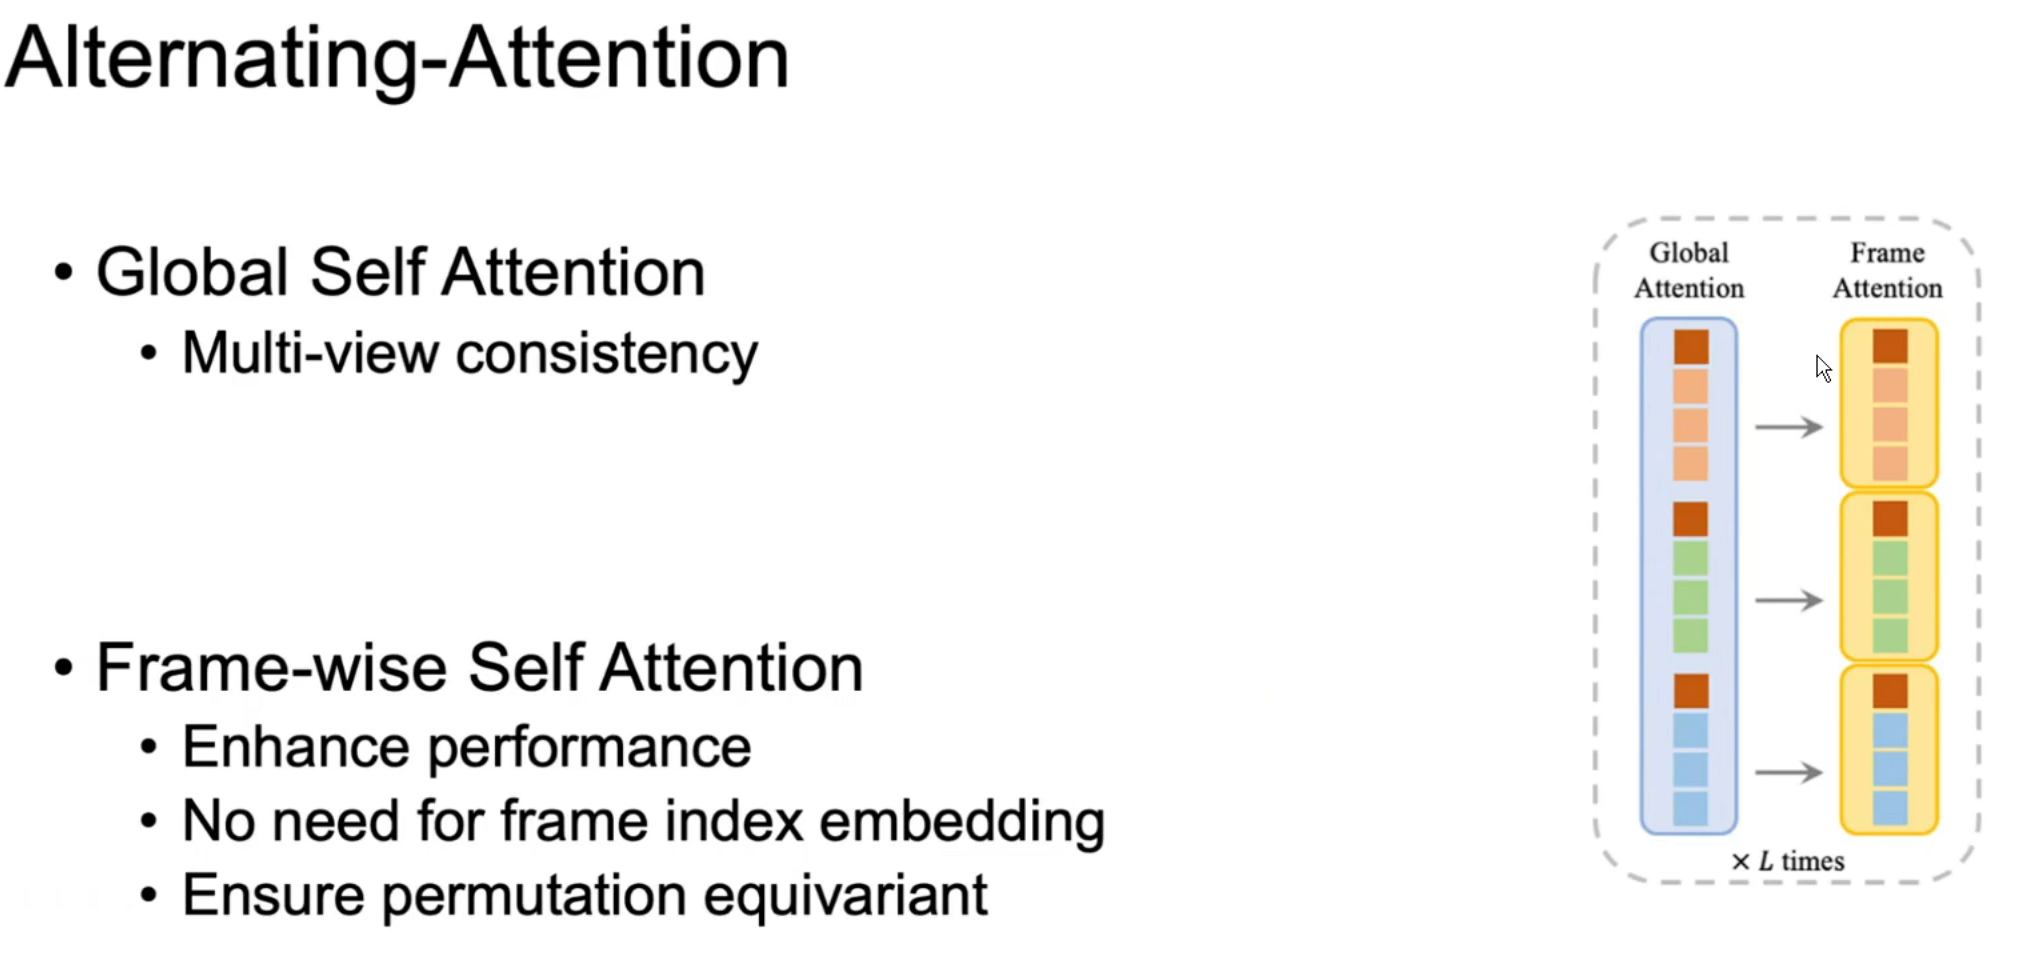 Alternating-Attention
• Global Self Attention
• Multi-view consistency
• Frame-wise Self Attention
• Enhance performance
• No need for frame index embedding
• Ensure permutation equivariant
Global
Attention
Frame
Attention
× L times